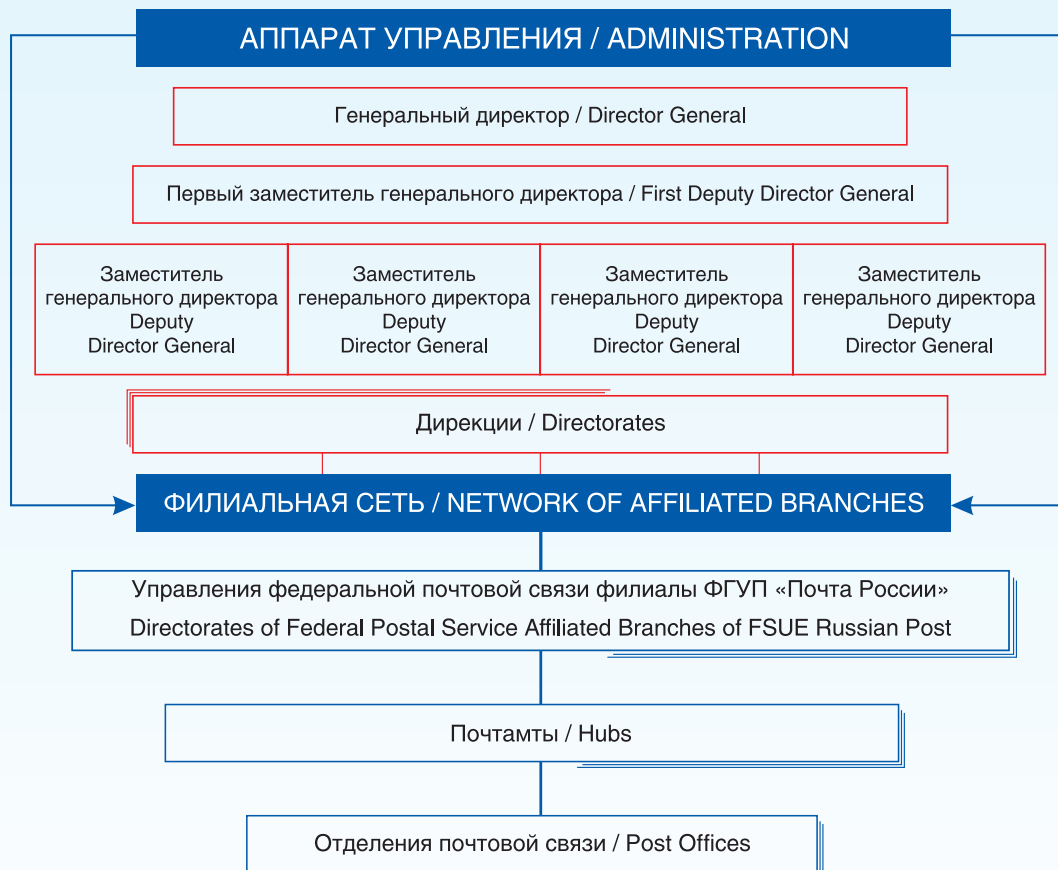 АППАРАТ УПРАВЛЕНИЯ / ADMINISTRATION
Генеральный директор / Director General
Первый заместитель генерального директора / First Deputy Director General
Заместитель
генерального директора
Deputy
Director General
Заместитель
генерального директора
Deputy
Director General
Заместитель
генерального директора
Deputy
Director General
Заместитель
генерального директора
Deputy
Director General
Дирекции / Directorates
ФИЛИАЛЬНАЯ СЕТЬ / NETWORK OF AFFILIATED BRANCHES
Управления федеральной почтовой связи филиалы ФГУП «Почта России»
Directorates of Federal Postal Service Affiliated Branches of FSUE Russian Post
Почтамты / Hubs
Отделения почтовой связи / Post Offices